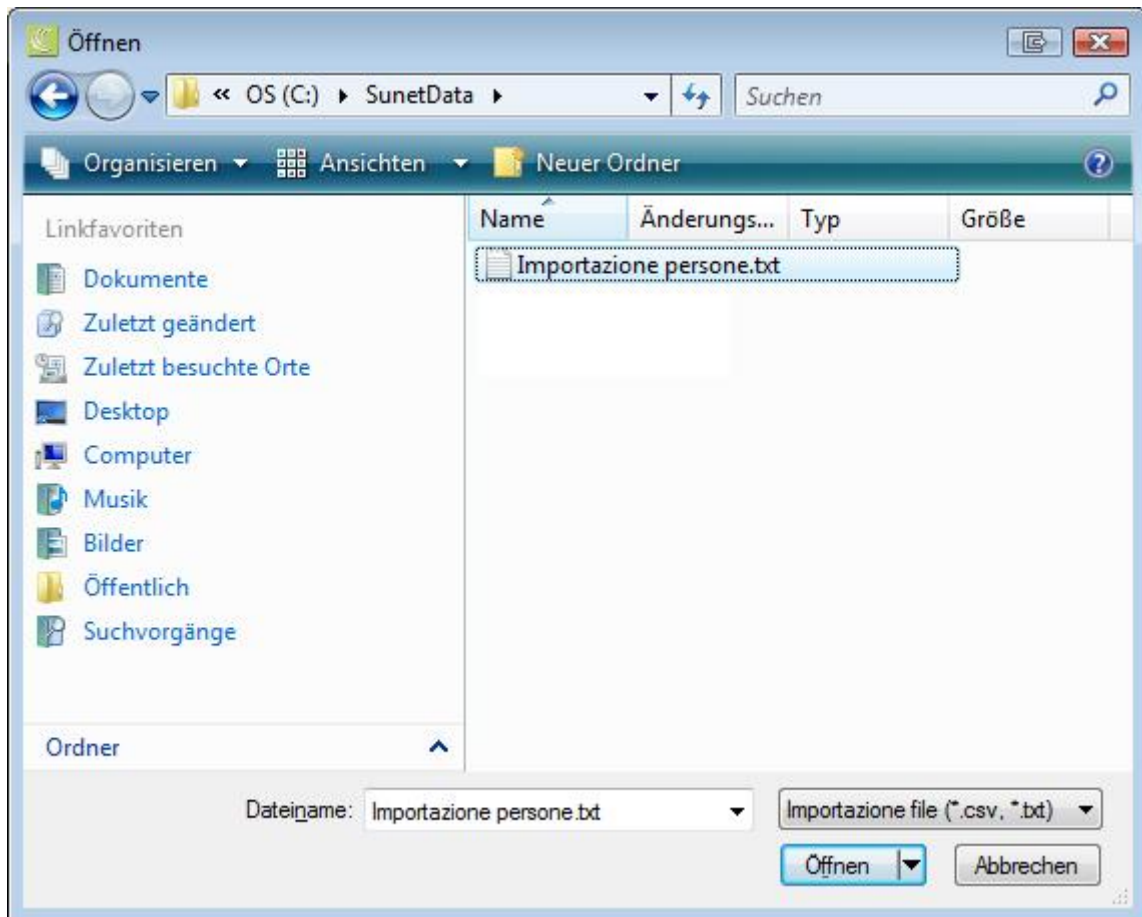 Öffnen
« OS (C:) SunetData
Suchen
Organisieren Ansichten Neuer Ordner
Linkfavoriten
Name Änderungs... Typ Größe
Importazione persone.txt
Dokumente
Zuletzt geändert
Zuletzt besuchte Orte
Desktop
Computer
Musik
Bilder
Öffentlich
Suchvorgänge
Ordner
Dateiname: Importazione persone.txt Importazione file (*.csv, *.txt)
Öffnen Abbrechen